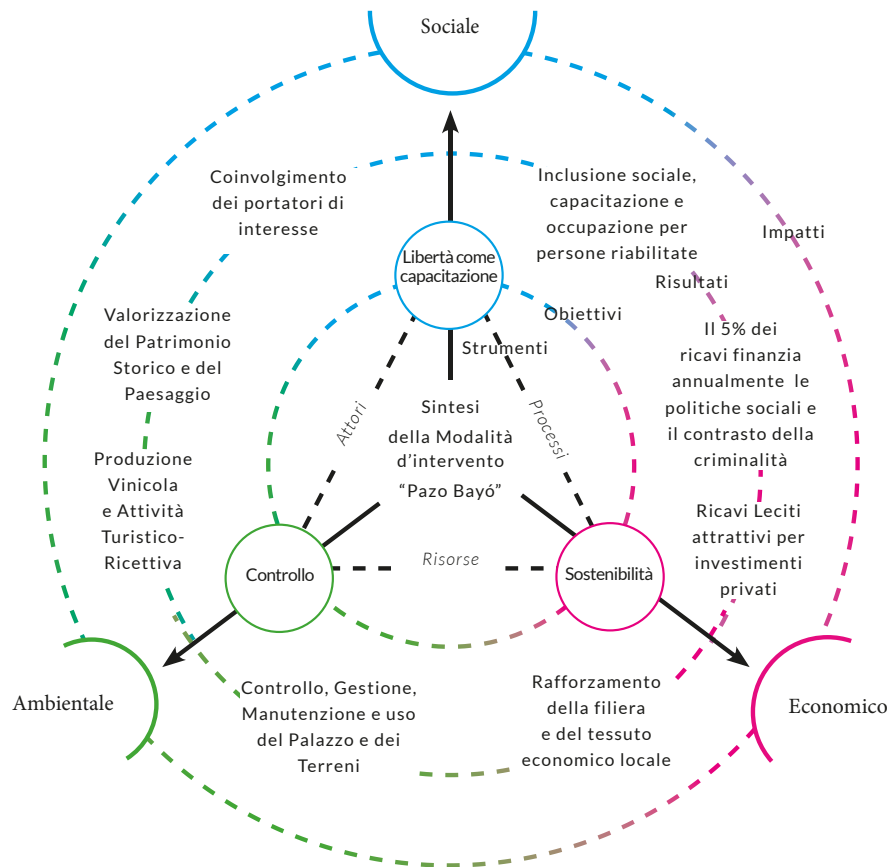 Sociale
Coinvolgimento
dei portatori di
interesse
Inclusione sociale,
capacitazione e
occupazione per
persone riabilitate
Impatti
Libertà come
capacitazione
Risultati
Obiettivi
Strumenti
Valorizzazione
del Patrimonio
Storico e del
Paesaggio
Il 5% dei
ricavi finanzia
annualmente le
politiche sociali e
il contrasto della
criminalità
Attori
Processi
Sintesi
della Modalità
d’intervento
“Pazo Bayó”
Produzione
Vinicola
e Attività
Turistico-
Ricettiva
Ricavi Leciti
attrattivi per
investimenti
privati
Risorse
Controllo
Sostenibilità
Ambientale
Controllo, Gestione,
Manutenzione e uso
del Palazzo e dei
Terreni
Rafforzamento
della filiera
e del tessuto
economico locale
Economico